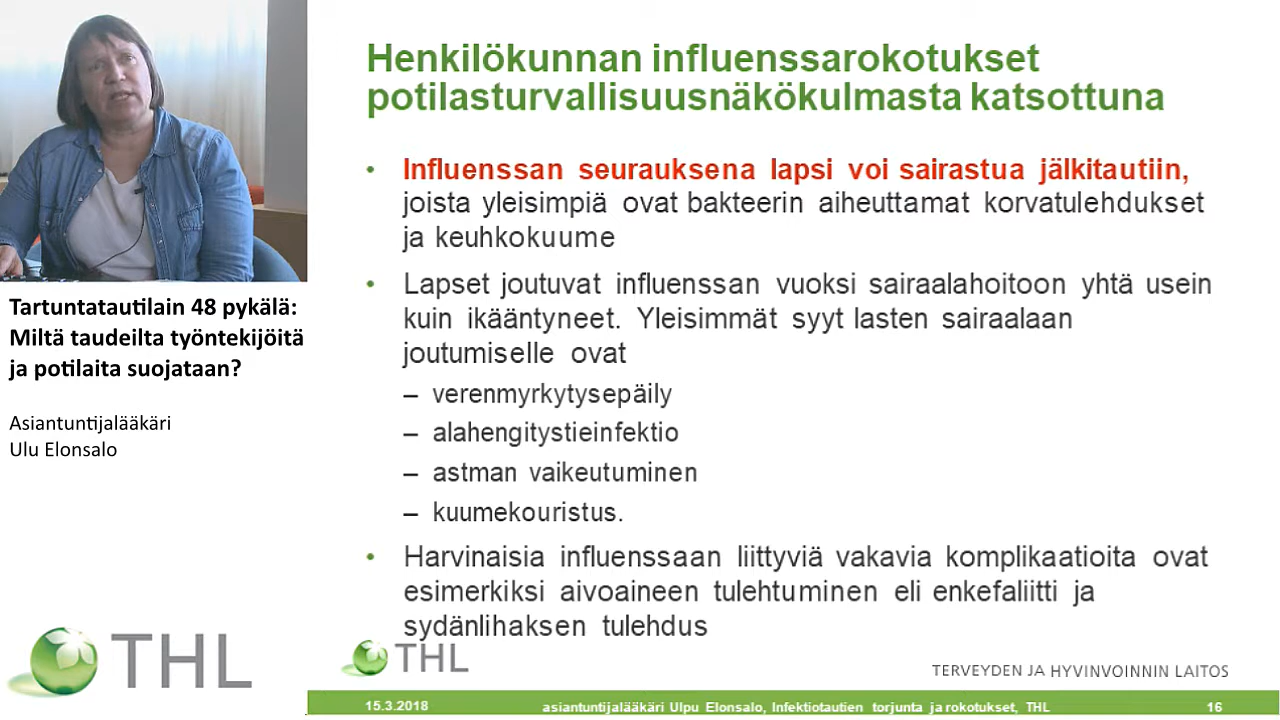 Tartuntatautilain 48 pykälä:
Miltä taudeilta työntekijöitä
ja potilaita suojataan?
Asiantuntijalääkäri
Ulu Elonsalo
THL
Henkilökunnan influenssarokotukset
potilasturvallisuusnäkökulmasta katsottuna
• Influenssan seurauksena lapsi voi sairastua jälkitautiin,
joista yleisimpiä ovat bakteerin aiheuttamat korvatulehdukset
ja keuhkokuume
• Lapset joutuvat influenssan vuoksi sairaalahoitoon yhtä usein
kuin ikääntyneet. Yleisimmät syyt lasten sairaalaan
joutumiselle ovat
– verenmyrkytysepäily
– alahengitystieinfektio
– astman vaikeutuminen
– kuumekouristus.
• Harvinaisia influenssaan liittyviä vakavia komplikaatioita ovat
esimerkiksi aivoaineen tulehtuminen eli enkefaliitti ja
sydänlihaksen tulehdus
THL
TERVEYDEN JA HYVINVOINNIN LAITOS
15.3.2018 asiantuntijalääkäri Ulpu Elonsalo, Infektiotautien torjunta ja rokotukset, THL 16